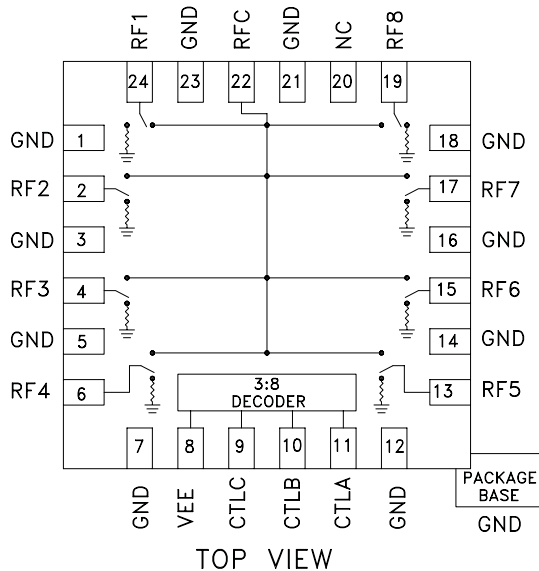 RF1 GND RFC GND NC RF8
24 23 22 21 20 19
GND 1 18 GND
RF2 2 17 RF7
GND 3 16 GND
RF3 4 15 RF6
GND 5 14 GND
RF4 6 13 RF5
3:8
DECODER
7 8 9 10 11 12
GND VEE CTLC CTLB CTLA GND
PACKAGE
BASE
GND
TOP VIEW